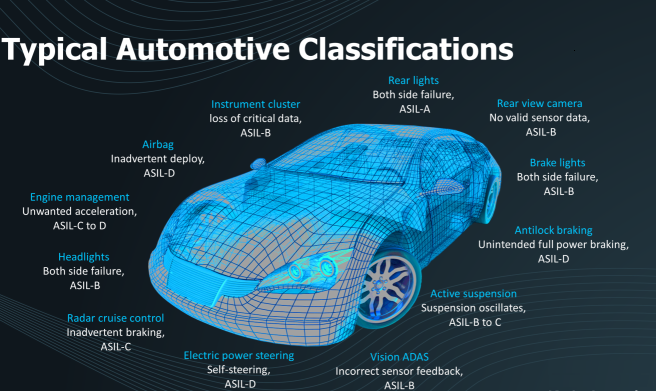 Typical Automotive Classifications
Rear lights
Both side failure,
ASIL-A
Instrument cluster
loss of critical data,
ASIL-B
Rear view camera
No valid sensor data,
ASIL-B
Airbag
Inadvertent deploy,
ASIL-D
Brake lights
Both side failure,
ASIL-B
Engine management
Unwanted acceleration,
ASIL-C to D
Antilock braking
Unintended full power braking,
ASIL-D
Headlights
Both side failure,
ASIL-B
Active suspension
Suspension oscillates,
ASIL-B to C
Radar cruise control
Inadvertent braking,
ASIL-C
Electric power steering
Self-steering,
ASIL-D
Vision ADAS
Incorrect sensor feedback,
ASIL-B